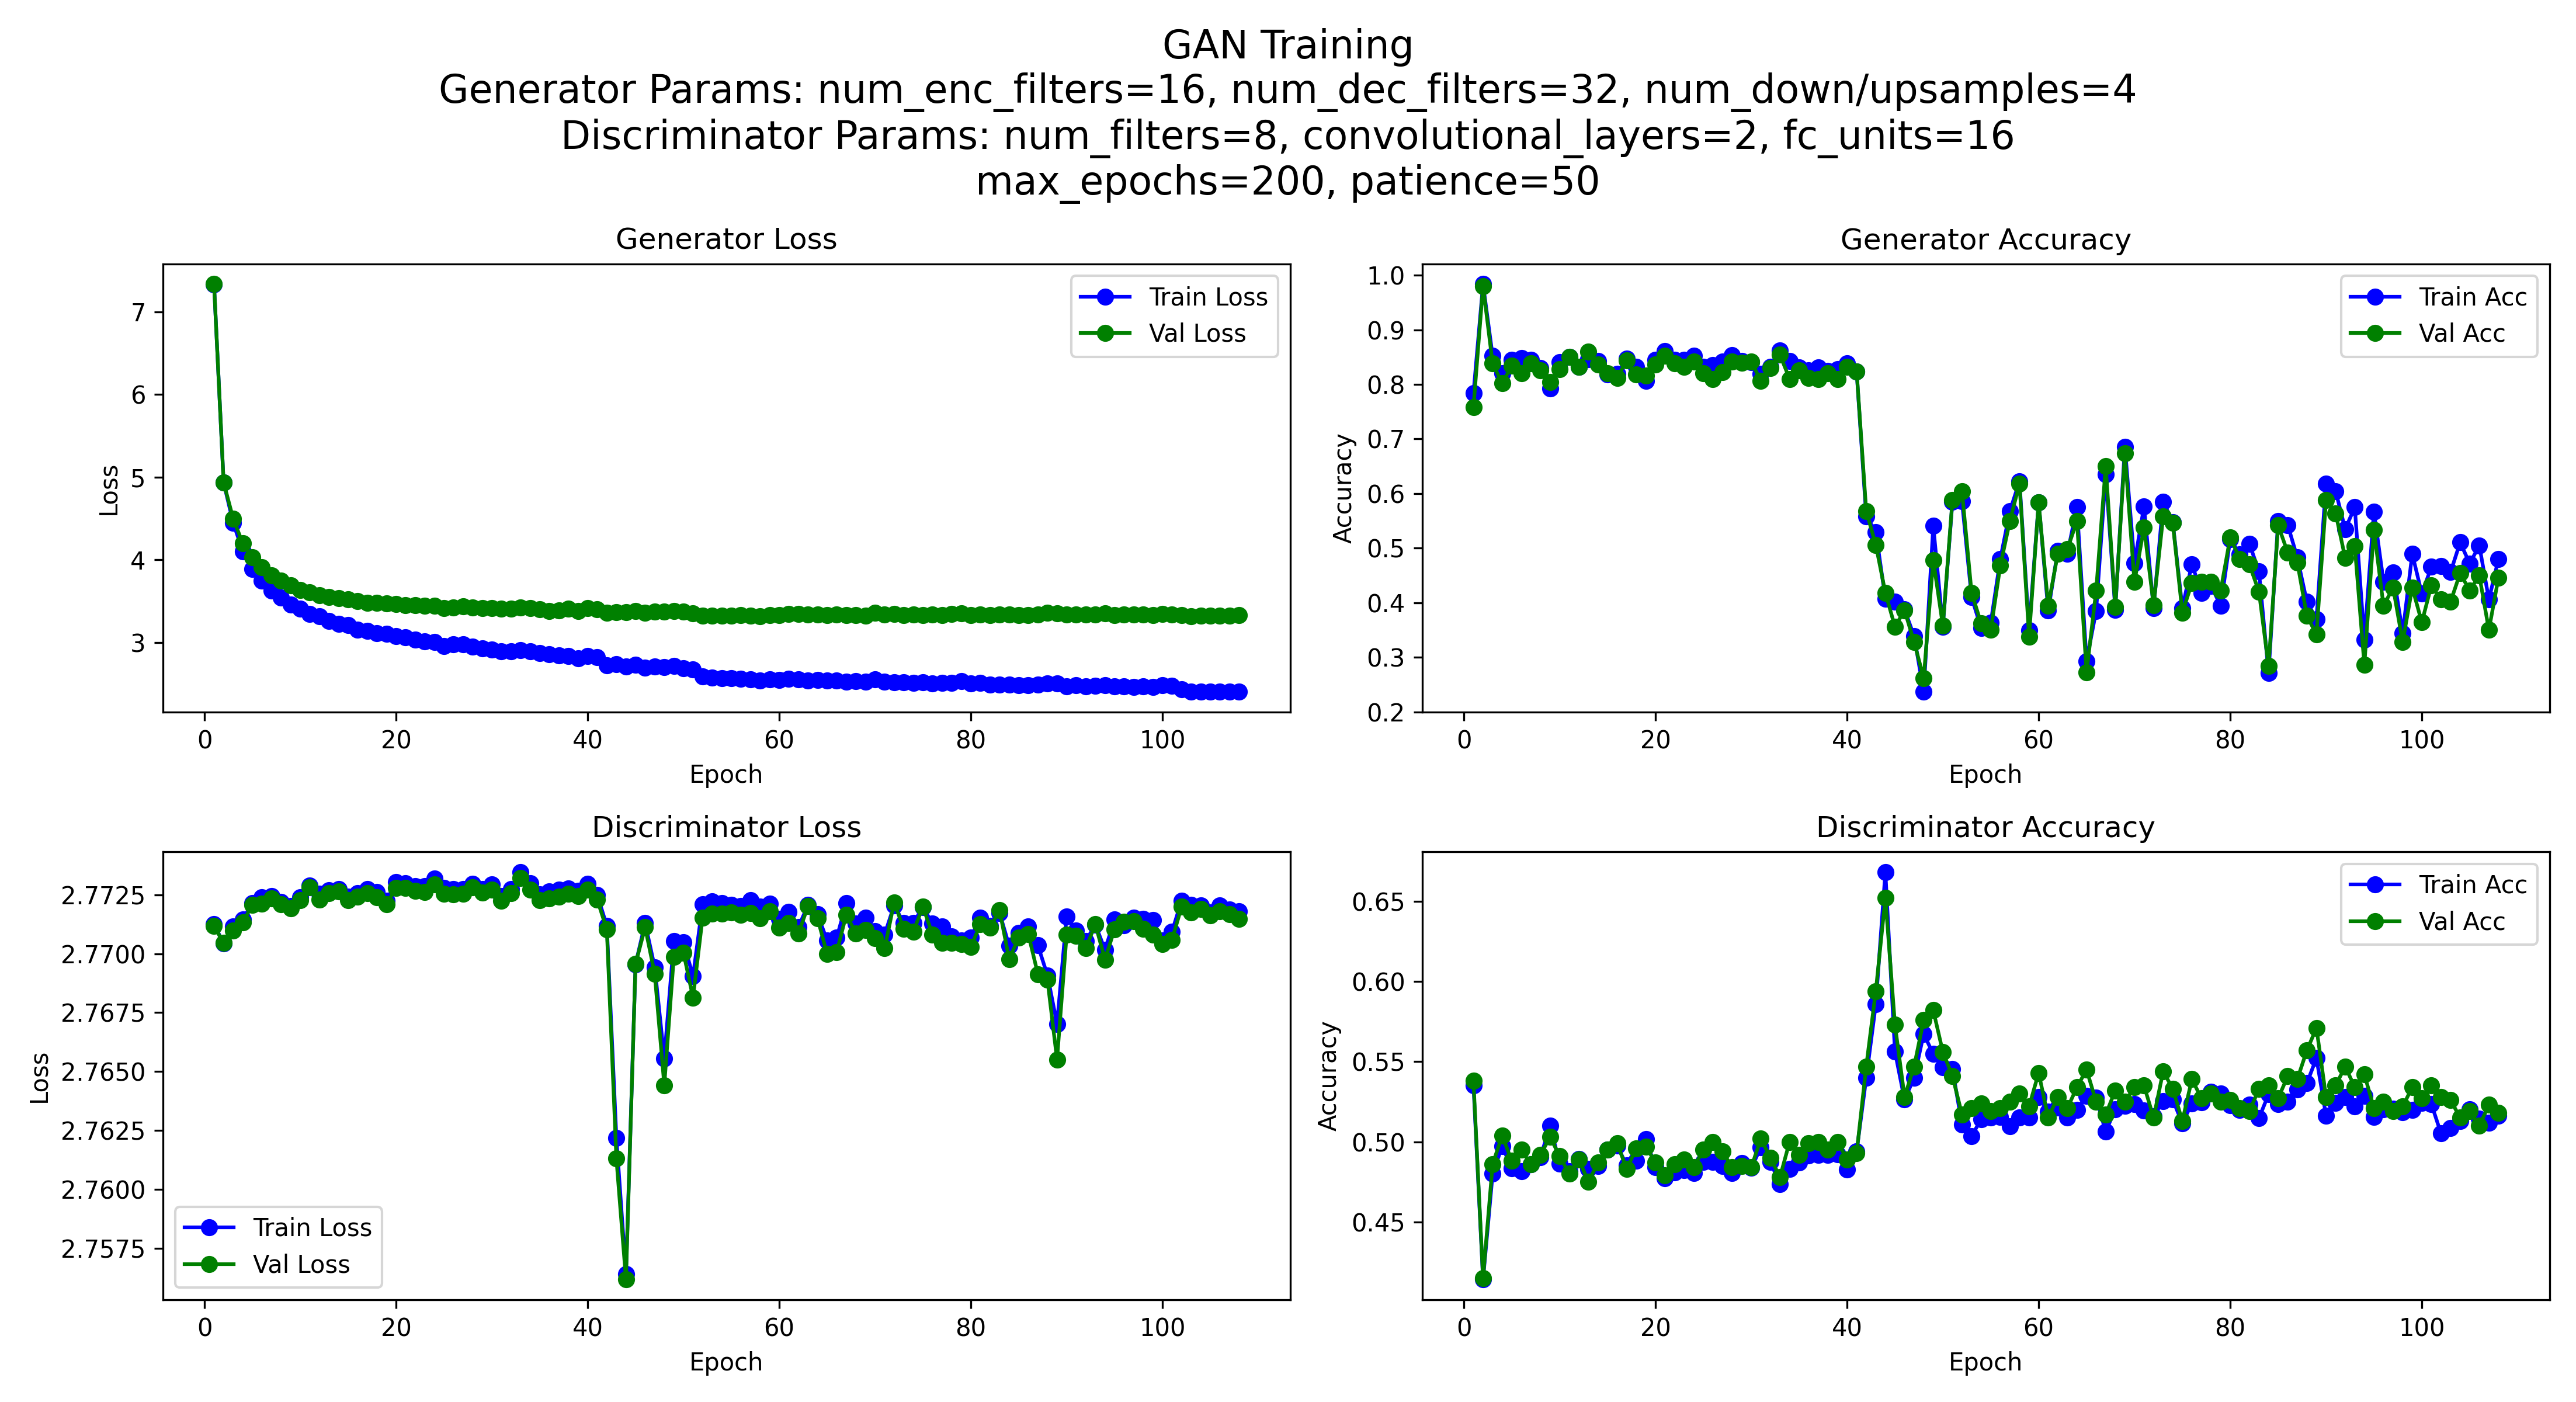 GAN Training
Generator Params: num_enc_filters=16, num_dec_filters=32, num_down/upsamples=4
Discriminator Params: num_filters=8, convolutional_layers=2, fc_units=16
max_epochs=200, patience=50
Generator Loss
Loss
7
6
5
4
3
Train Loss
Val Loss
0 20 40 60 80 100
Epoch
Generator Accuracy
Accuracy
1.0
0.9
0.8
0.7
0.6
0.5
0.4
0.3
0.2
Train Acc
Val Acc
0 20 40 60 80 100
Epoch
Discriminator Loss
Loss
2.7725
2.7700
2.7675
2.7650
2.7625
2.7600
2.7575
Train Loss
Val Loss
0 20 40 60 80 100
Epoch
Discriminator Accuracy
Accuracy
0.65
0.60
0.55
0.50
0.45
Train Acc
Val Acc
0 20 40 60 80 100
Epoch